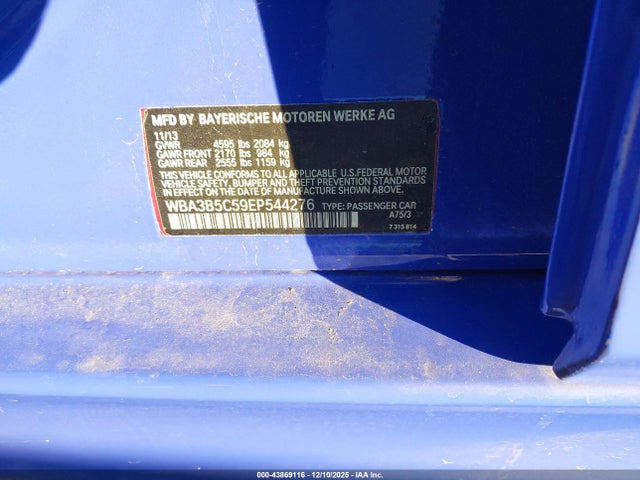 MFD BY BAYERISCHE MOTOREN WERKE AG
11/13
GVWR 4595 lbs 2084 kg
GAWR FRONT 2170 lbs 984 kg
GAWR REAR 2555 lbs 1159 kg
THIS VEHICLE CONFORMS TO ALL APPLICABLE U.S.FEDERAL MOTOR
VEHICLE SAFETY, BUMPER AND THEFT PREVENTION STANDARDS
IN EFFECT ON THE DATE OF MANUFACTURE SHOWN ABOVE.
WBA3B5C59EP544276 TYPE: PASSENGER CAR
A75/3
7 315 814
000-43869116 - 12/10/2025 - IAA Inc.